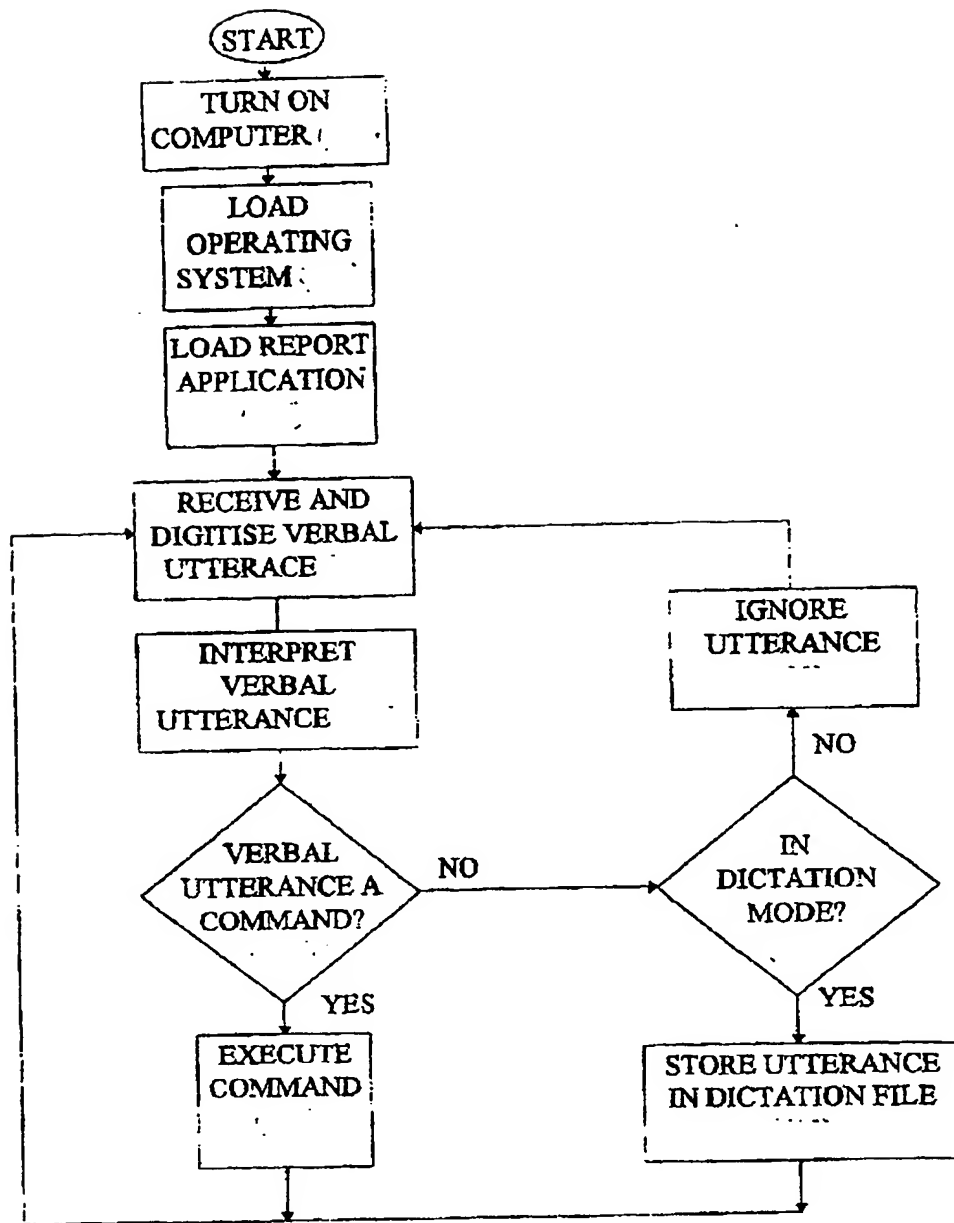 START
TURN ON
COMPUTER
LOAD
OPERATING
SYSTEM
LOAD REPORT
APPLICATION
RECEIVE AND
DIGITISE VERBAL
UTTERACE
INTERPRET
VERBAL
UTTERANCE
VERBAL
UTTERANCE A
COMMAND?
NO
YES
EXECUTE
COMMAND
IN
DICTATION
MODE?
NO
IGNORE
UTTERANCE
YES
STORE UTTERANCE
IN DICTATION FILE